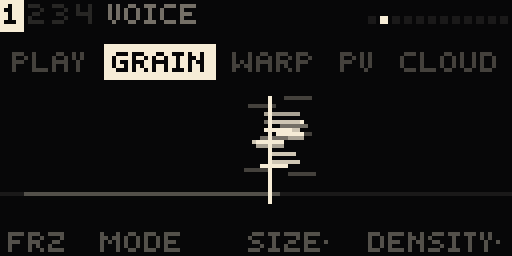 1 2 3 4 VOICE
PLAY GRAIN WARP PV CLOUD
FRZ MODE SIZE· DENSITY·